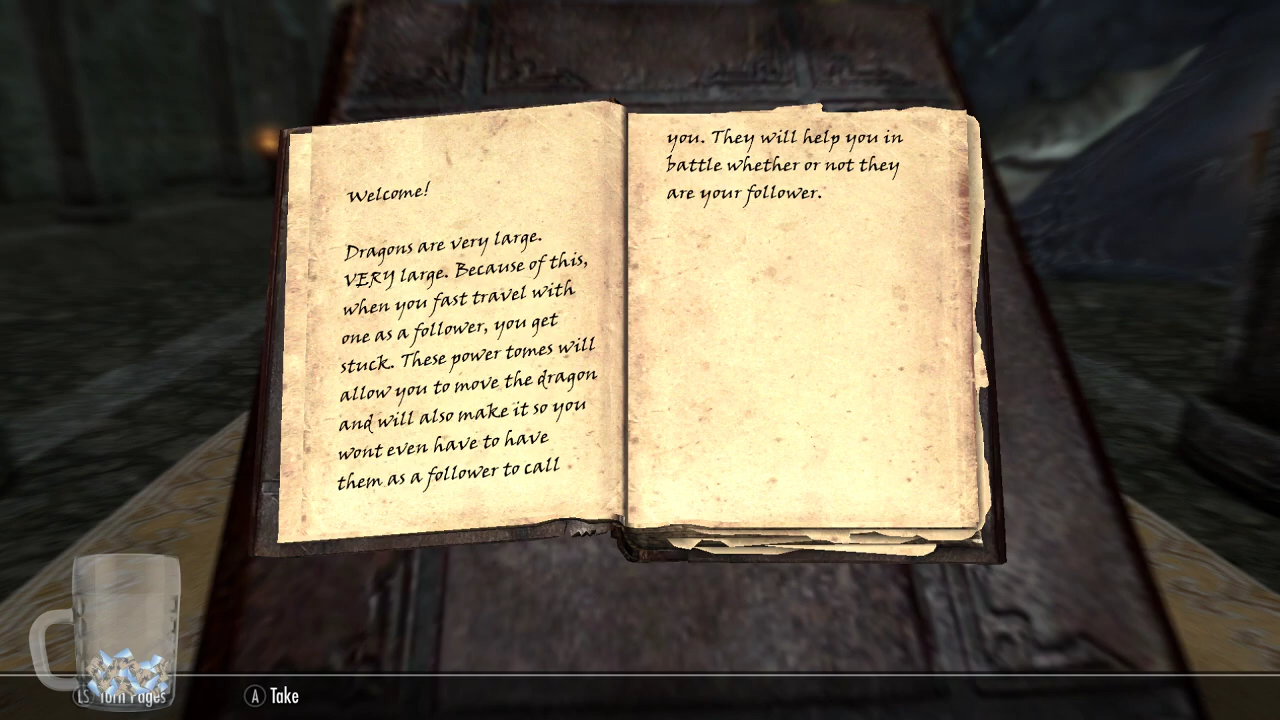 Welcome!
Dragons are very large.
VERY large. Because of this,
when you fast travel with
one as a follower, you get
stuck. These power tomes will
allow you to move the dragon
and will also make it so you
wont even have to have
them as a follower to call
you. They will help you in
battle whether or not they
are your follower.
LS Turn Pages
A Take